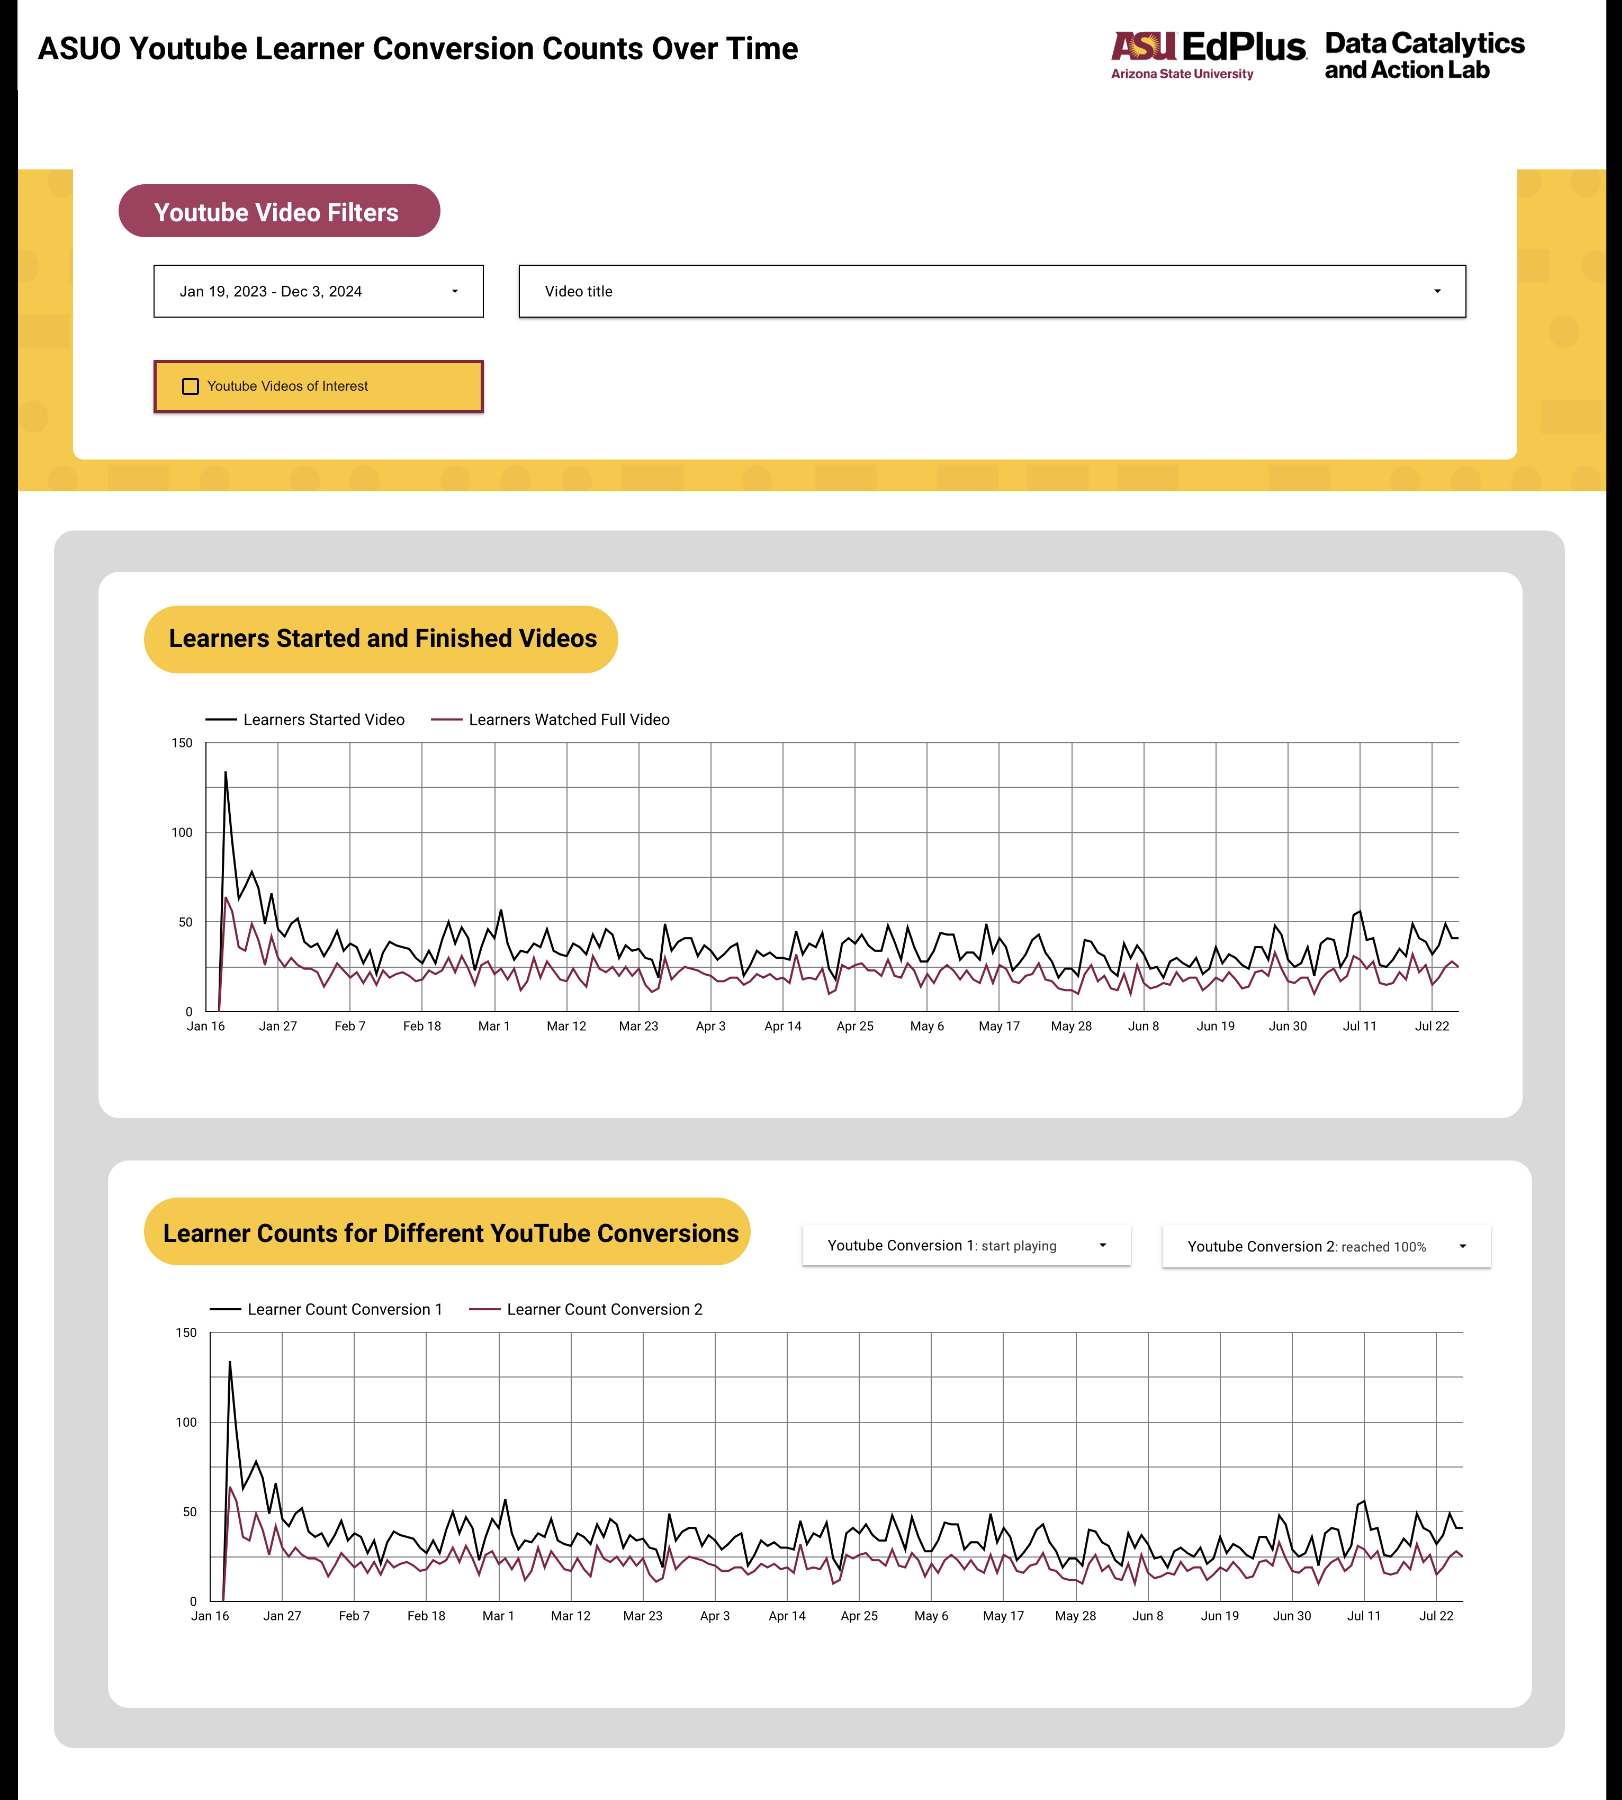 ASUO Youtube Learner Conversion Counts Over Time
ASU EdPlus
Arizona State University
Data Catalytics
and Action Lab
Youtube Video Filters
Jan 19, 2023 - Dec 3, 2024
Video title
Youtube Videos of Interest
Learners Started and Finished Videos
Learners Started Video
Learners Watched Full Video
150
100
50
0
Jan 16 Jan 27 Feb 7 Feb 18 Mar 1 Mar 12 Mar 23 Apr 3 Apr 14 Apr 25 May 6 May 17 May 28 Jun 8 Jun 19 Jun 30 Jul 11 Jul 22
Learner Counts for Different YouTube Conversions
Youtube Conversion 1: start playing
Youtube Conversion 2: reached 100%
Learner Count Conversion 1
Learner Count Conversion 2
150
100
50
0
Jan 16 Jan 27 Feb 7 Feb 18 Mar 1 Mar 12 Mar 23 Apr 3 Apr 14 Apr 25 May 6 May 17 May 28 Jun 8 Jun 19 Jun 30 Jul 11 Jul 22